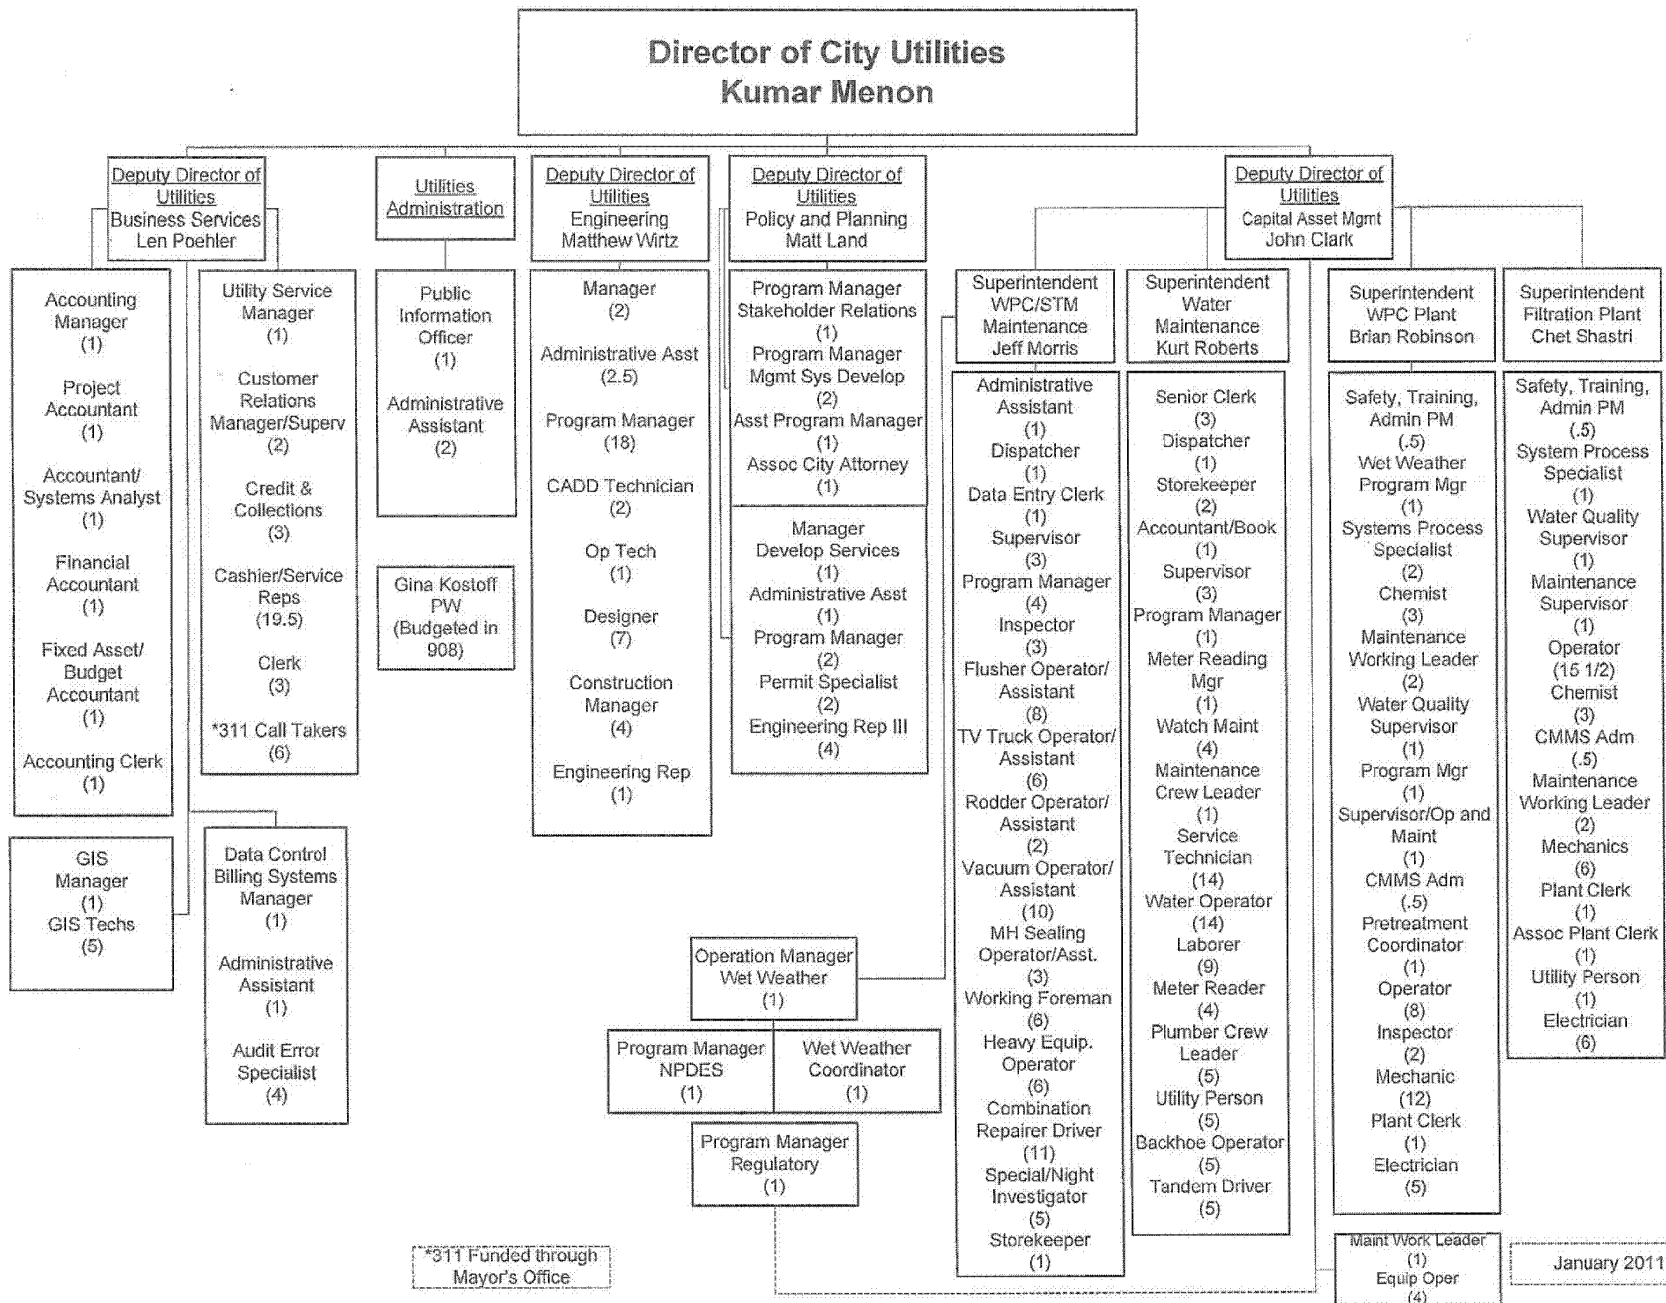 Director of City Utilities
Kumar Menon
Deputy Director of
Utilities
Business Services
Len Poehler
Utilities
Administration
Deputy Director of
Utilities
Engineering
Matthew Wirtz
Deputy Director of
Utilities
Policy and Planning
Matt Land
Deputy Director of
Utilities
Capital Asset Mgmt
John Clark
Accounting
Manager
(1)
Project
Accountant
(1)
Accountant/
Systems Analyst
(1)
Financial
Accountant
(1)
Fixed Asset/
Budget
Accountant
(1)
Accounting Clerk
(1)
Utility Service
Manager
(1)
Customer
Relations
Manager/Superv
(2)
Credit &
Collections
(3)
Cashier/Service
Reps
(19.5)
Clerk
(3)
*311 Call Takers
(6)
GIS
Manager
(1)
GIS Techs
(5)
Data Control
Billing Systems
Manager
(1)
Administrative
Assistant
(1)
Audit Error
Specialist
(4)
Public
Information
Officer
(1)
Administrative
Assistant
(2)
Gina Kostoff
PW
(Budgeted in
908)
Manager
(2)
Administrative Asst
(2.5)
Program Manager
(18)
CADD Technician
(2)
Op Tech
(1)
Designer
(7)
Construction
Manager
(4)
Engineering Rep
(1)
Program Manager
Stakeholder Relations
(1)
Program Manager
Mgmt Sys Develop
(2)
Asst Program Manager
(1)
Assoc City Attorney
(1)
Manager
Develop Services
(1)
Administrative Asst
(1)
Program Manager
(2)
Permit Specialist
(2)
Engineering Rep III
(4)
Superintendent
WPC/STM
Maintenance
Jeff Morris
Administrative
Assistant
(1)
Dispatcher
(1)
Data Entry Clerk
(1)
Supervisor
(3)
Program Manager
(4)
Inspector
(3)
Flusher Operator/
Assistant
(8)
TV Truck Operator/
Assistant
(6)
Rodder Operator/
Assistant
(2)
Vacuum Operator/
Assistant
(10)
MH Sealing
Operator/Asst.
(3)
Working Foreman
(6)
Heavy Equip.
Operator
(6)
Combination
Repairer Driver
(11)
Special/Night
Investigator
(5)
Storekeeper
(1)
Superintendent
Water
Maintenance
Kurt Roberts
Senior Clerk
(3)
Dispatcher
(1)
Storekeeper
(2)
Accountant/Book
(1)
Supervisor
(3)
Program Manager
(1)
Meter Reading
Mgr
(1)
Watch Maint
(4)
Maintenance
Crew Leader
(1)
Service
Technician
(14)
Water Operator
(14)
Laborer
(9)
Meter Reader
(4)
Plumber Crew
Leader
(5)
Utility Person
(5)
Backhoe Operator
(5)
Tandem Driver
(5)
Superintendent
WPC Plant
Brian Robinson
Safety, Training,
Admin PM
(.5)
Wet Weather
Program Mgr
(1)
Systems Process
Specialist
(2)
Chemist
(3)
Maintenance
Working Leader
(2)
Water Quality
Supervisor
(1)
Program Mgr
(1)
Supervisor/Op and
Maint
(1)
CMMS Adm
(.5)
Pretreatment
Coordinator
(1)
Operator
(8)
Inspector
(2)
Mechanic
(12)
Plant Clerk
(1)
Electrician
(5)
Superintendent
Filtration Plant
Chet Shastri
Safety, Training,
Admin PM
(.5)
System Process
Specialist
(1)
Water Quality
Supervisor
(1)
Maintenance
Supervisor
(1)
Operator
(15 1/2)
Chemist
(3)
CMMS Adm
(.5)
Maintenance
Working Leader
(2)
Mechanics
(6)
Plant Clerk
(1)
Assoc Plant Clerk
(1)
Utility Person
(1)
Electrician
(6)
Operation Manager
Wet Weather
(1)
Program Manager
NPDES
(1)
Wet Weather
Coordinator
(1)
Program Manager
Regulatory
(1)
*311 Funded through
Mayor's Office
Maint Work Leader
(1)
Equip Oper
(4)
January 2011